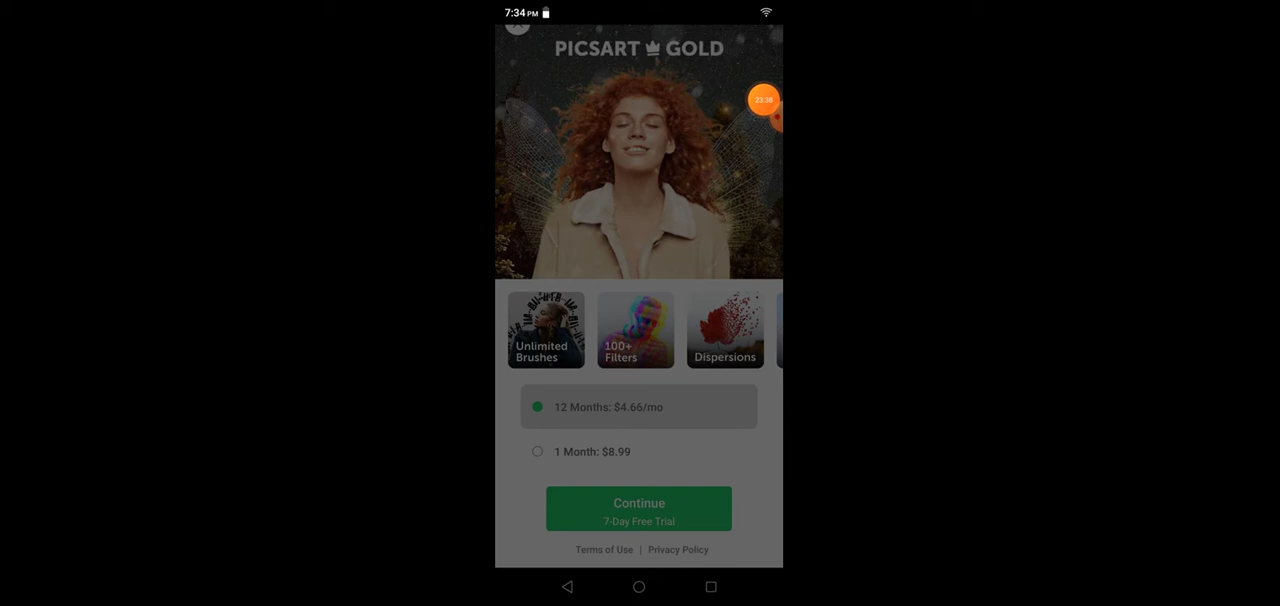 7:34 PM
PICSART GOLD
23:38
Unlimited
Brushes
100+
Filters
Dispersions
12 Months: $4.66/mo
1 Month: $8.99
Continue
7-Day Free Trial
Terms of Use | Privacy Policy